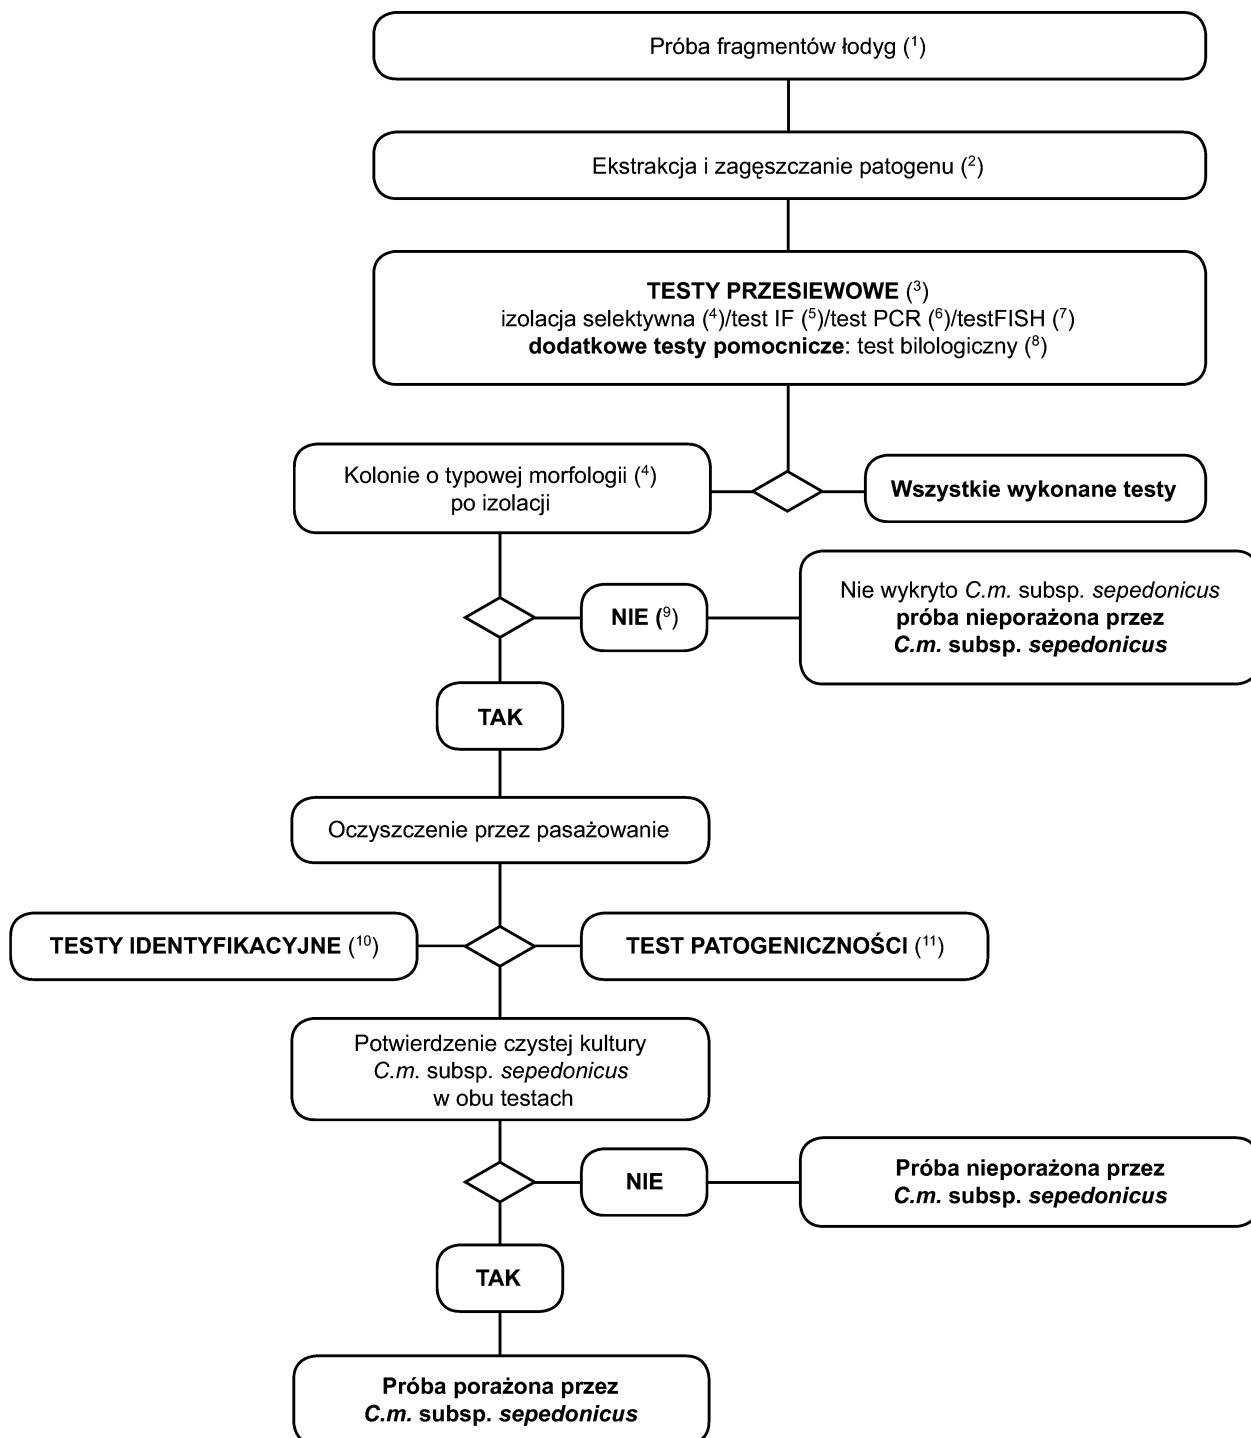 Próba fragmentów łodyg (¹)
Ekstrakcja i zagęszczanie patogenu (²)
TESTY PRZESIEWOWE (³)
izolacja selektywna (⁴)/test IF (⁵)/test PCR (⁶)/testFISH (⁷)
dodatkowe testy pomocnicze: test bilologiczny (⁸)
Kolonie o typowej morfologii (⁴)
po izolacji
Wszystkie wykonane testy
NIE (⁹)
Nie wykryto C.m. subsp. sepedonicus
próba nieporażona przez
C.m. subsp. sepedonicus
TAK
Oczyszczenie przez pasażowanie
TESTY IDENTYFIKACYJNE (¹⁰)
TEST PATOGENICZNOŚCI (¹¹)
Potwierdzenie czystej kultury
C.m. subsp. sepedonicus
w obu testach
NIE
Próba nieporażona przez
C.m. subsp. sepedonicus
TAK
Próba porażona przez
C.m. subsp. sepedonicus